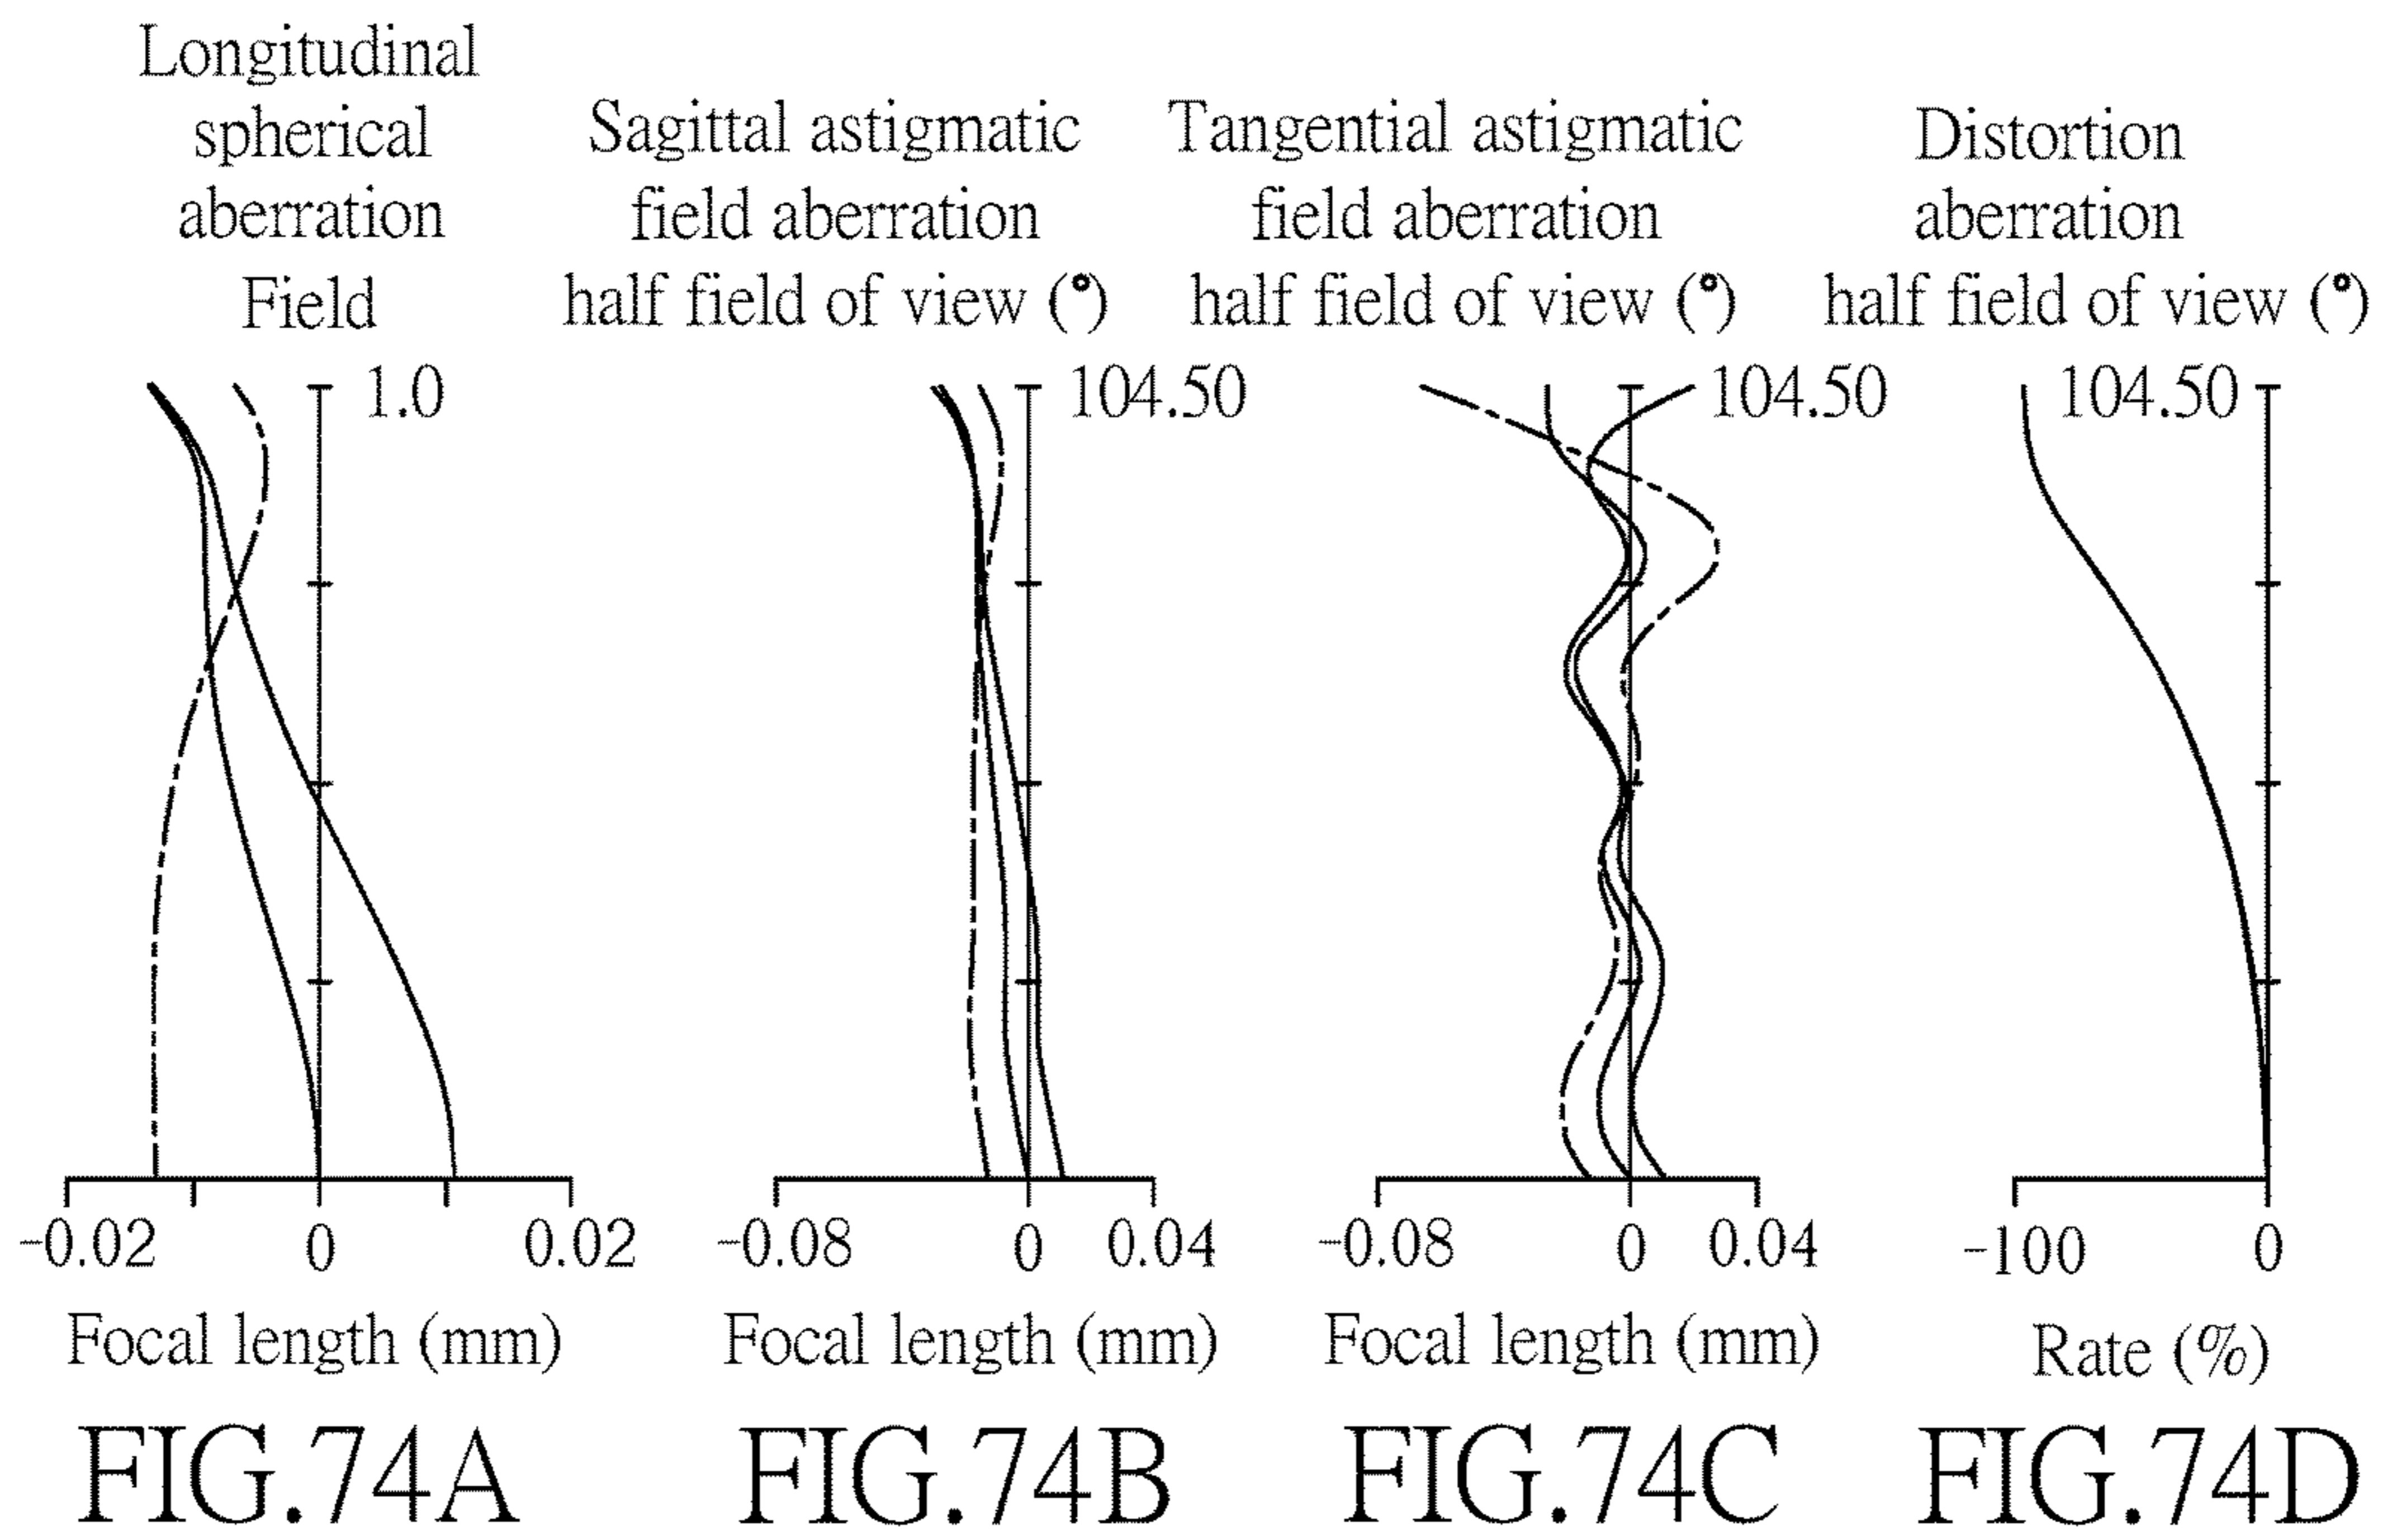 Longitudinal
spherical
aberration
Field
1.0
-0.02
0
0.02
Focal length (mm)
FIG.74A
Sagittal astigmatic
field aberration
half field of view (°)
104.50
-0.08
0
0.04
Focal length (mm)
FIG.74B
Tangential astigmatic
field aberration
half field of view (°)
104.50
-0.08
0
0.04
Focal length (mm)
FIG.74C
Distortion
aberration
half field of view (°)
104.50
-100
0
Rate (%)
FIG.74D